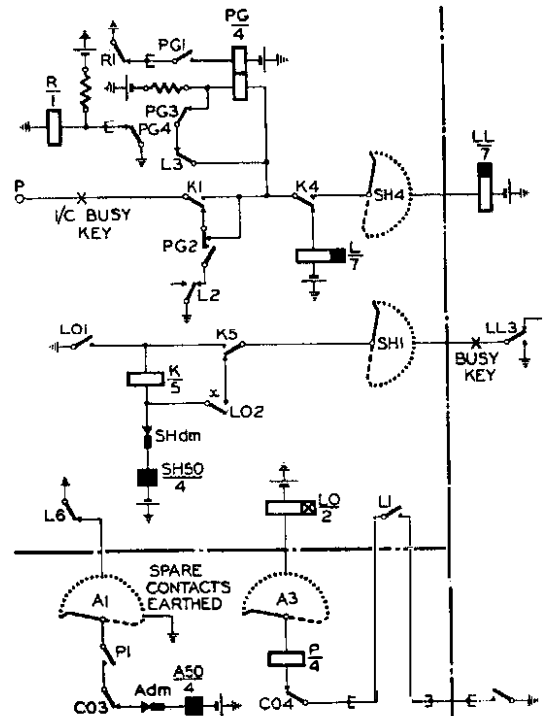 PG
4
R1
PG1
R
1
PG3
PG4
L3
LL
7
P
K1
K4
SH4
I/C BUSY
KEY
PG2
L
7
L2
LO1
K5
SH1
LL3
BUSY
KEY
K
5
x
LO2
SHdm
SH50
4
L6
LO
2
L1
SPARE
CONTACTS
EARTHED
A1
A3
P1
P
4
A50
4
Adm
CO3
CO4